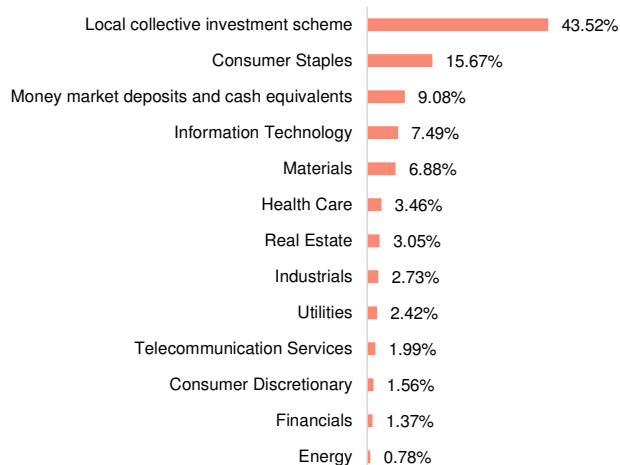 Local collective investment scheme 43.52%
Consumer Staples 15.67%
Money market deposits and cash equivalents 9.08%
Information Technology 7.49%
Materials 6.88%
Health Care 3.46%
Real Estate 3.05%
Industrials 2.73%
Utilities 2.42%
Telecommunication Services 1.99%
Consumer Discretionary 1.56%
Financials 1.37%
Energy 0.78%